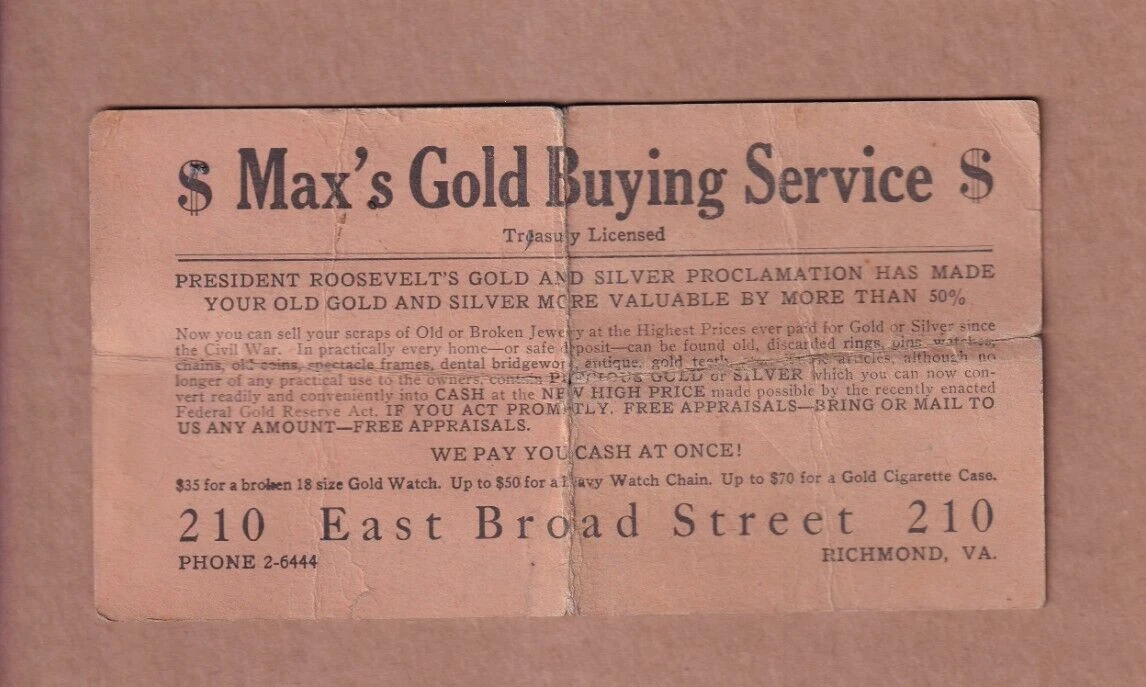 $ Max's Gold Buying Service $
Treasury Licensed
PRESIDENT ROOSEVELT'S GOLD AND SILVER PROCLAMATION HAS MADE
YOUR OLD GOLD AND SILVER MORE VALUABLE BY MORE THAN 50%
Now you can sell your scraps of Old or Broken Jewelry at the Highest Prices ever paid for Gold or Silver since
the Civil War. In practically every home—or safe deposit—can be found old, discarded rings, pins, watches,
chains, old coins, spectacle frames, dental bridgework, antique, gold teeth, articles, although no
longer of any practical use to the owners, contain PRECIOUS GOLD or SILVER which you can now con-
vert readily and conveniently into CASH at the NEW HIGH PRICE made possible by the recently enacted
Federal Gold Reserve Act. IF YOU ACT PROMPTLY. FREE APPRAISALS—BRING OR MAIL TO
US ANY AMOUNT—FREE APPRAISALS.
WE PAY YOU CASH AT ONCE!
$35 for a broken 18 size Gold Watch. Up to $50 for a Heavy Watch Chain. Up to $70 for a Gold Cigarette Case.
210 East Broad Street 210
PHONE 2-6444 RICHMOND, VA.